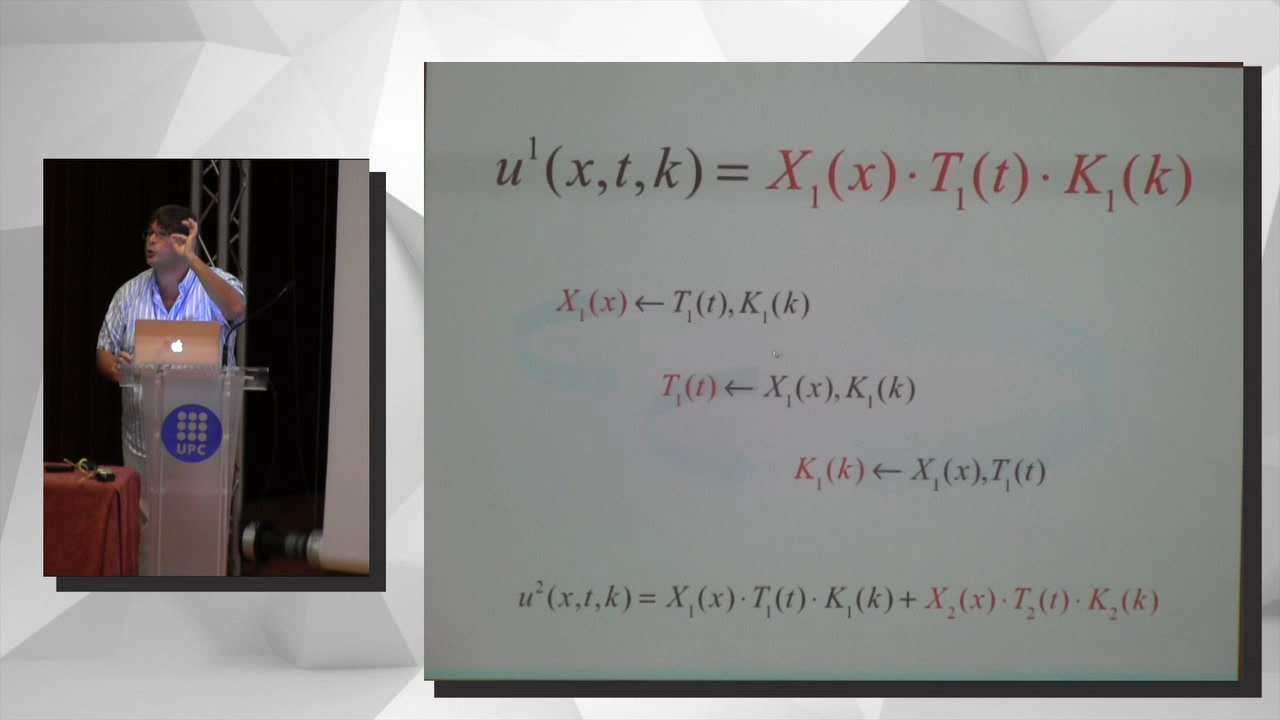 u¹(x,t,k) = X₁(x) · T₁(t) · K₁(k)
X₁(x) ← T₁(t), K₁(k)
T₁(t) ← X₁(x), K₁(k)
K₁(k) ← X₁(x), T₁(t)
u²(x,t,k) = X₁(x) · T₁(t) · K₁(k) + X₂(x) · T₂(t) · K₂(k)
UPC